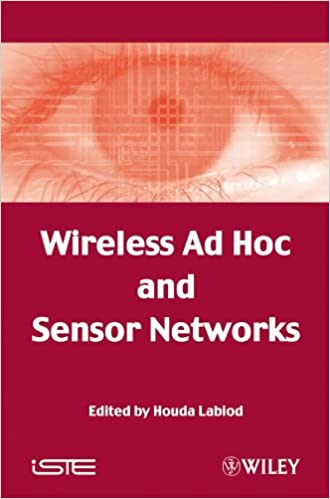 Wireless Ad Hoc
and
Sensor Networks
Edited by Houda Labiod
iSTE
WILEY